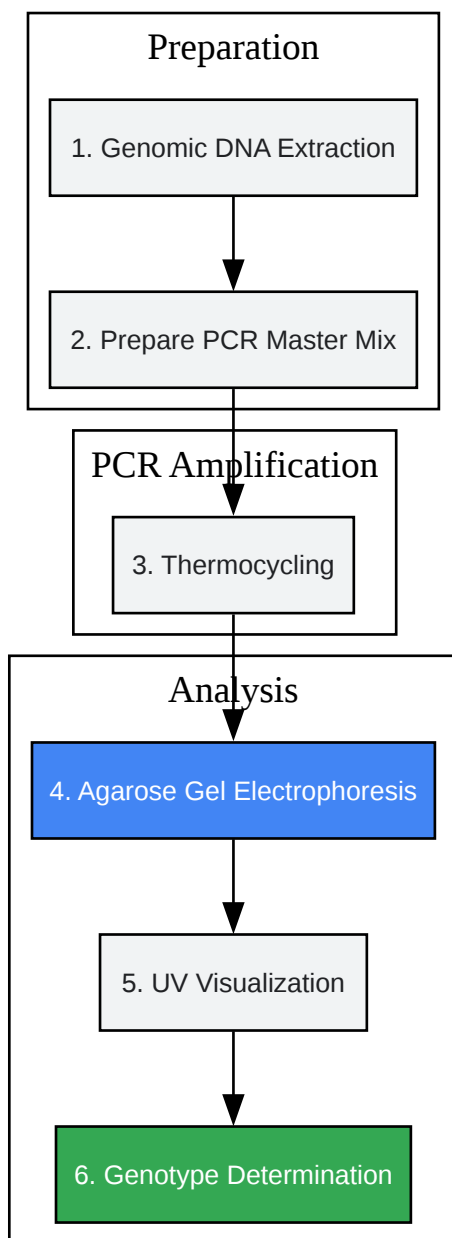 Preparation
1. Genomic DNA Extraction
2. Prepare PCR Master Mix
PCR Amplification
3. Thermocycling
Analysis
4. Agarose Gel Electrophoresis
5. UV Visualization
6. Genotype Determination